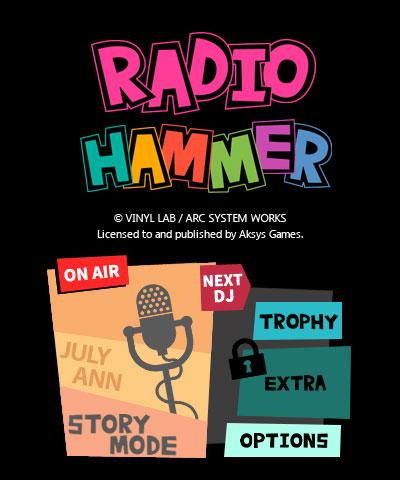 RADIO
HAMMER
© VINYL LAB / ARC SYSTEM WORKS
Licensed to and published by Aksys Games.
ON AIR
NEXT
DJ
JULY
ANN
STORY
MODE
TROPHY
EXTRA
OPTIONS